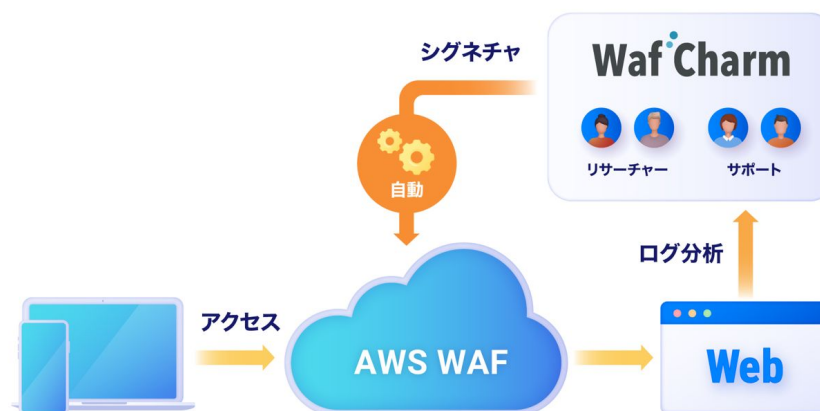 シグネチャ
WafCharm
リサーチャー
サポート
自動
ログ分析
アクセス
AWS WAF
Web